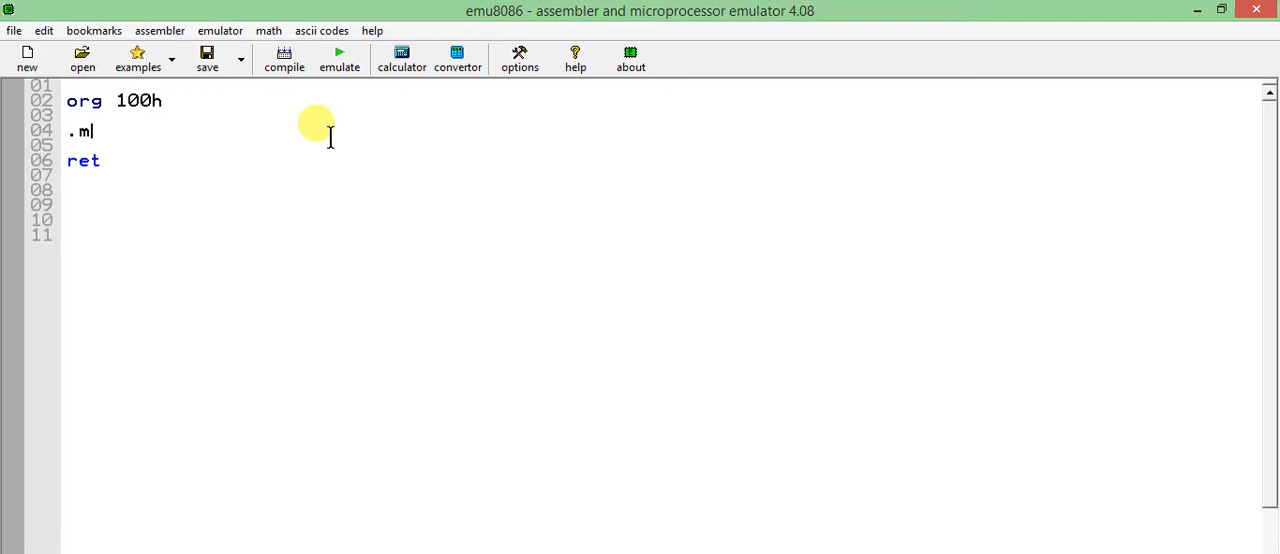 emu8086 - assembler and microprocessor emulator 4.08
file edit bookmarks assembler emulator math ascii codes help
new open examples save compile emulate calculator convertor options help about
01
02 org 100h
03
04 .m
05
06 ret
07
08
09
10
11